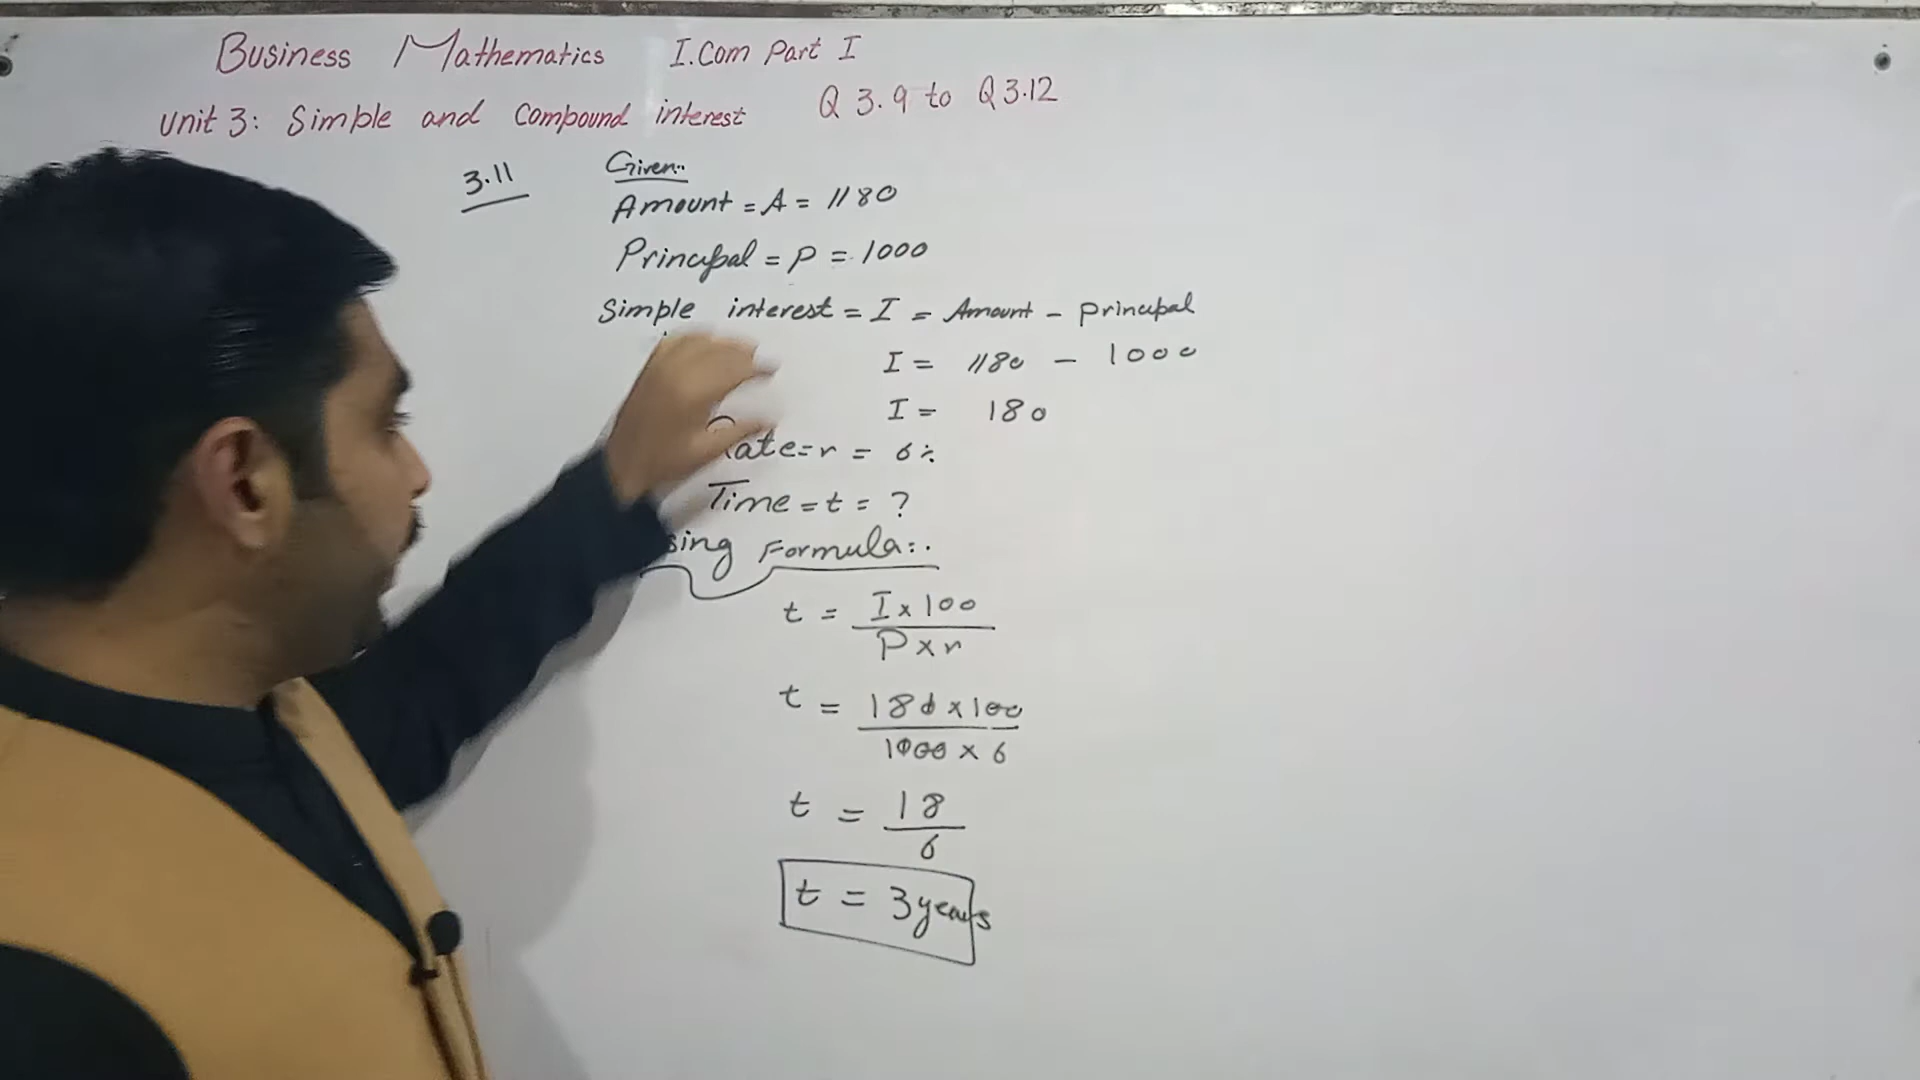 Business Mathematics I.Com Part I
Unit 3: Simple and Compound interest Q 3.9 to Q 3.12
3.11 Given:
Amount = A = 1180
Principal = P = 1000
Simple interest = I = Amount - Principal
I = 1180 - 1000
I = 180
Rate = r = 6%
Time = t = ?
sing Formula:
t = I x 100 / P x r
t = 180 x 100 / 1000 x 6
t = 18 / 6
t = 3 years